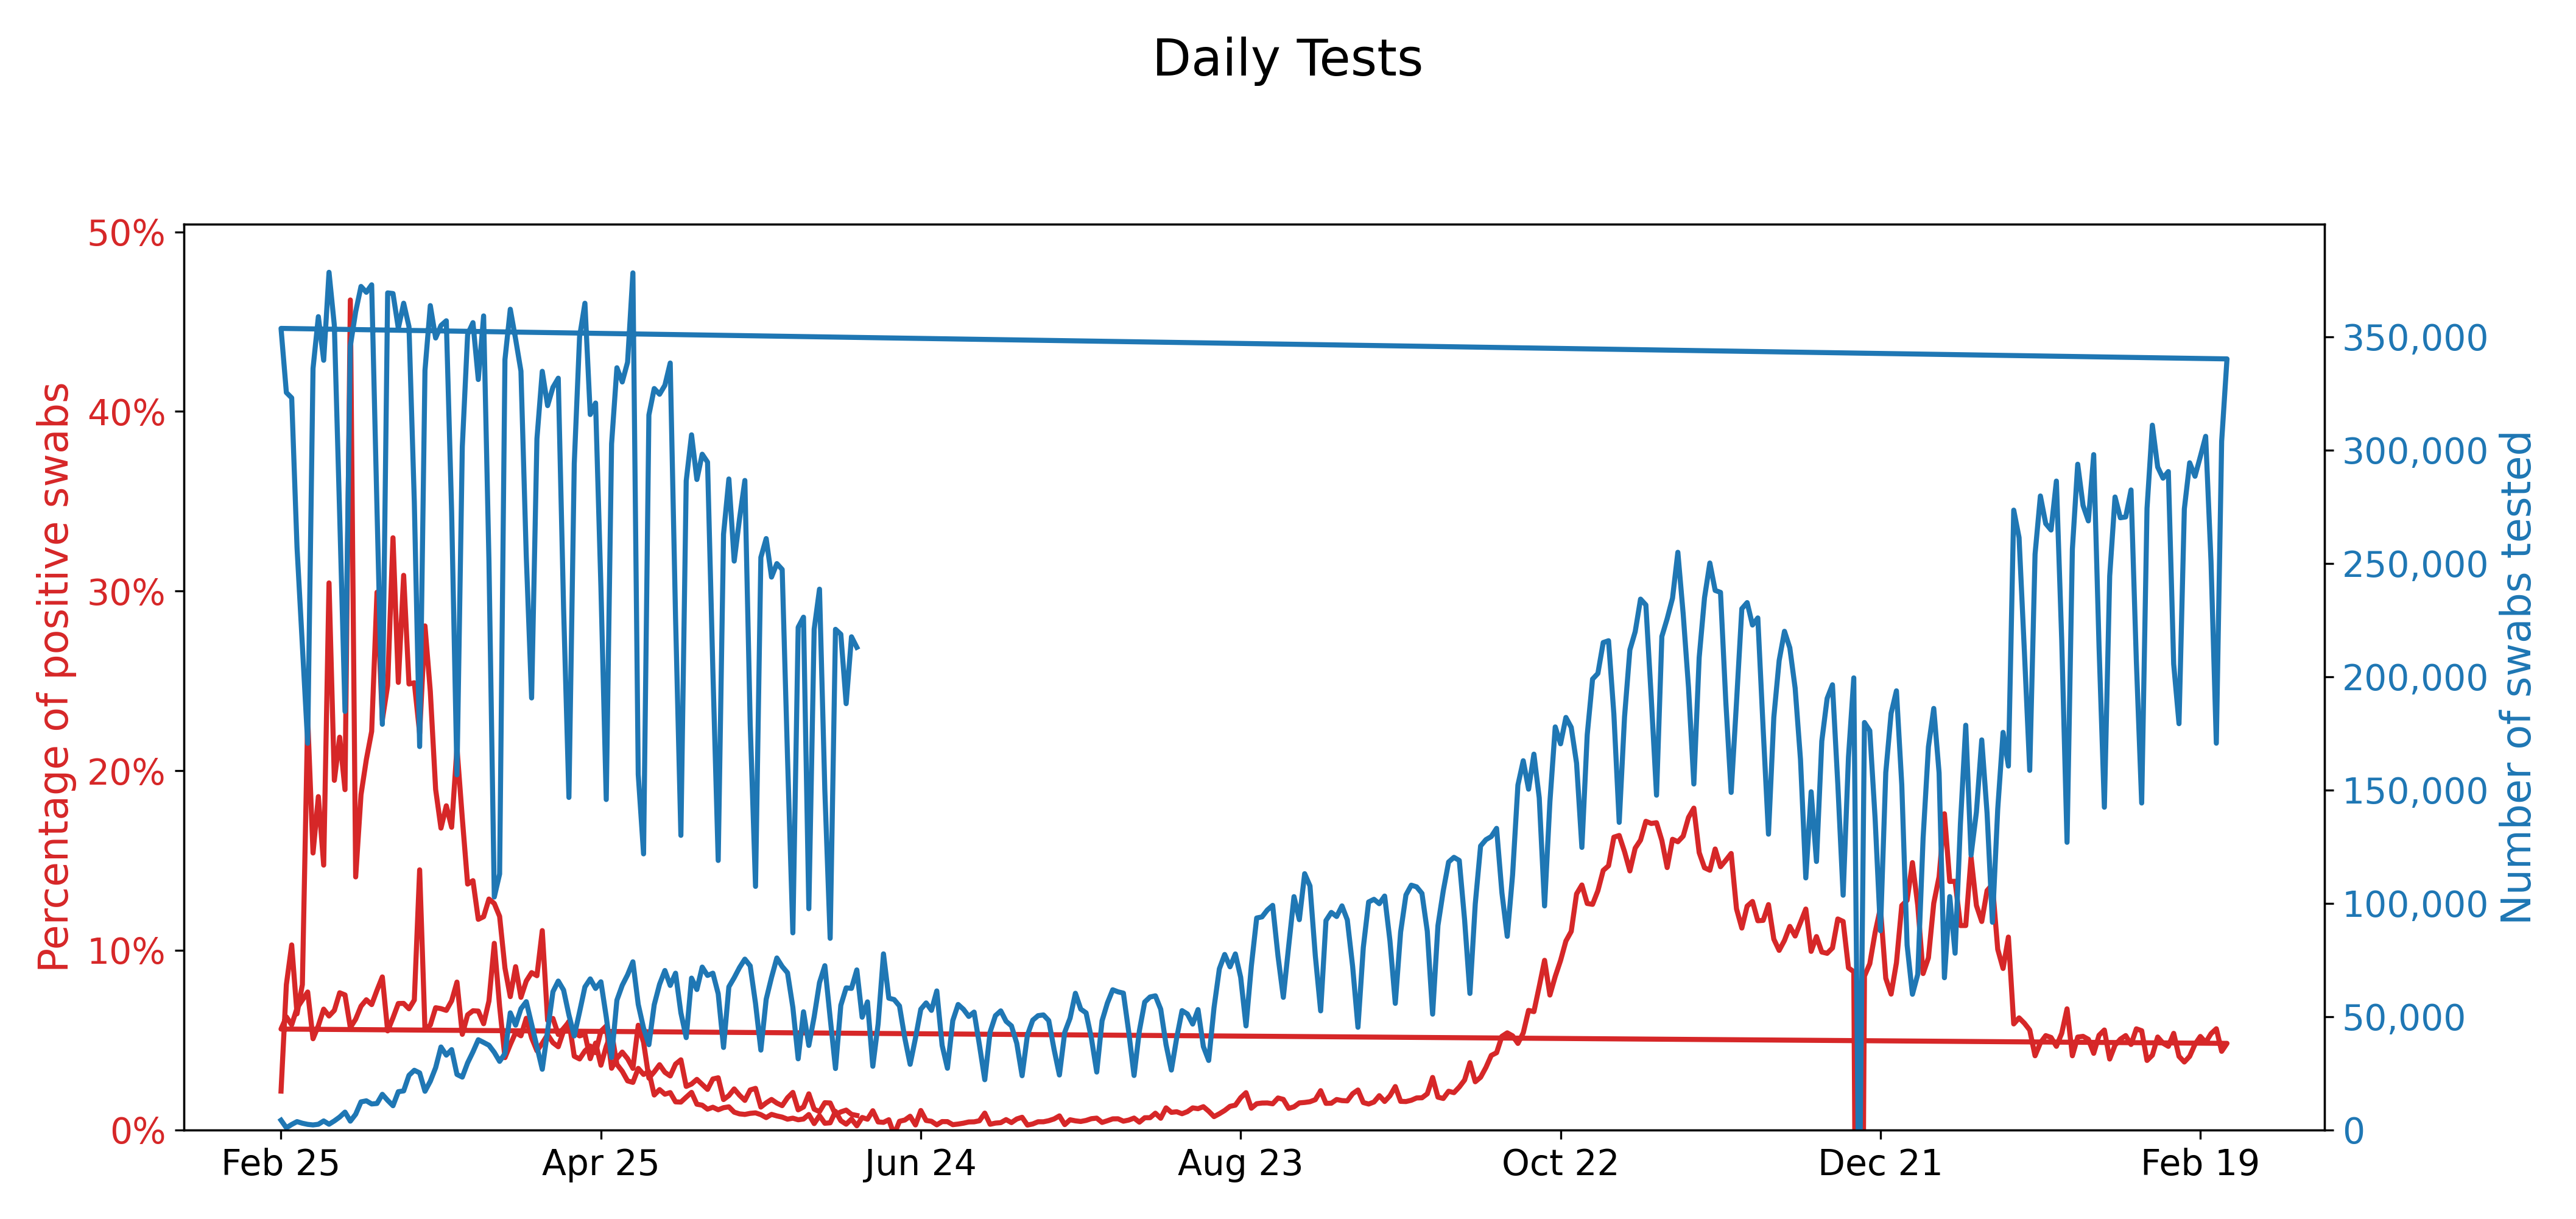 Daily Tests
Percentage of positive swabs
50%
40%
30%
20%
10%
0%
350,000
300,000
250,000
200,000
150,000
100,000
50,000
0
Number of swabs tested
Feb 25
Apr 25
Jun 24
Aug 23
Oct 22
Dec 21
Feb 19